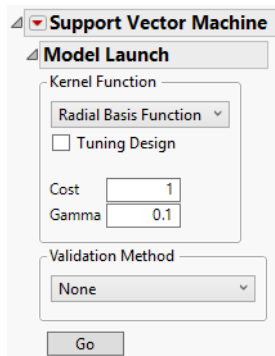 Support Vector Machine
Model Launch
Kernel Function
Radial Basis Function
Tuning Design
Cost 1
Gamma 0.1
Validation Method
None
Go